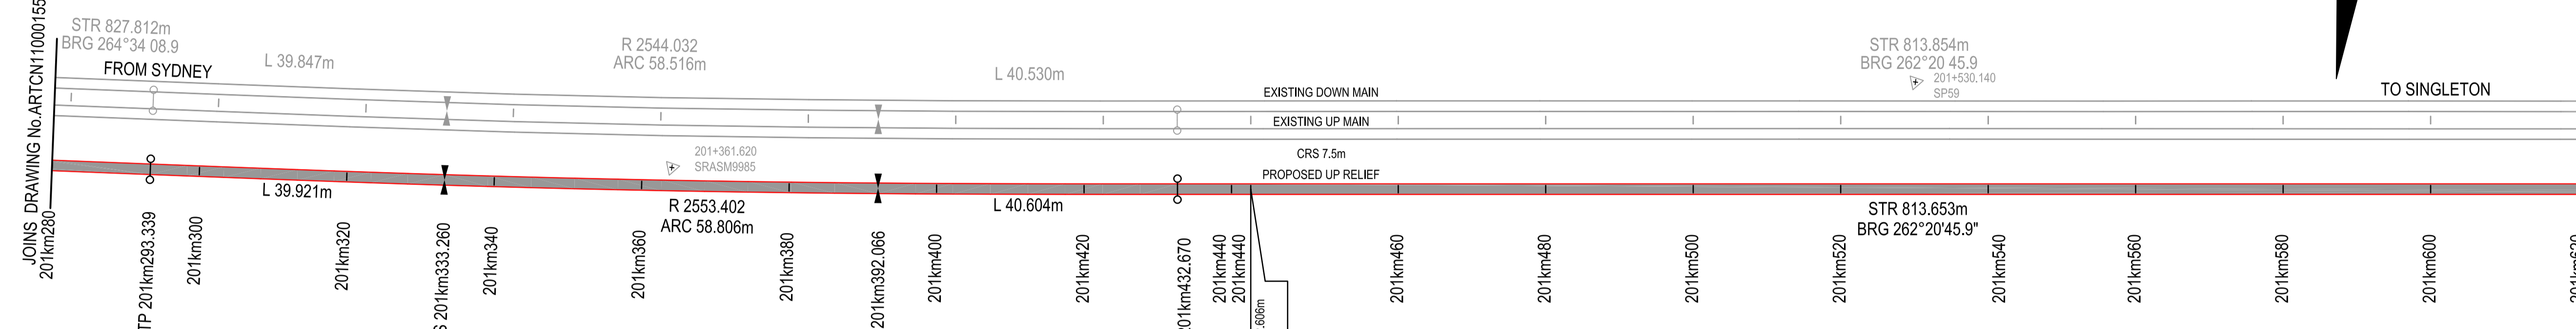 JOINS DRAWING No.ARTCN11000155
STR 827.812m
BRG 264°34 08.9
FROM SYDNEY
L 39.847m
R 2544.032
ARC 58.516m
L 40.530m
EXISTING DOWN MAIN
EXISTING UP MAIN
STR 813.854m
BRG 262°20 45.9
201+530.140
SP59
TO SINGLETON
201+361.620
SRASM9985
CRS 7.5m
PROPOSED UP RELIEF
L 39.921m
R 2553.402
ARC 58.806m
L 40.604m
STR 813.653m
BRG 262°20'45.9"
201km280
TP 201km293.339
201km300
201km320
S 201km333.260
201km340
201km360
201km380
201km392.066
201km400
201km420
201km432.670
201km440
201km440
.606m
201km460
201km480
201km500
201km520
201km540
201km560
201km580
201km600